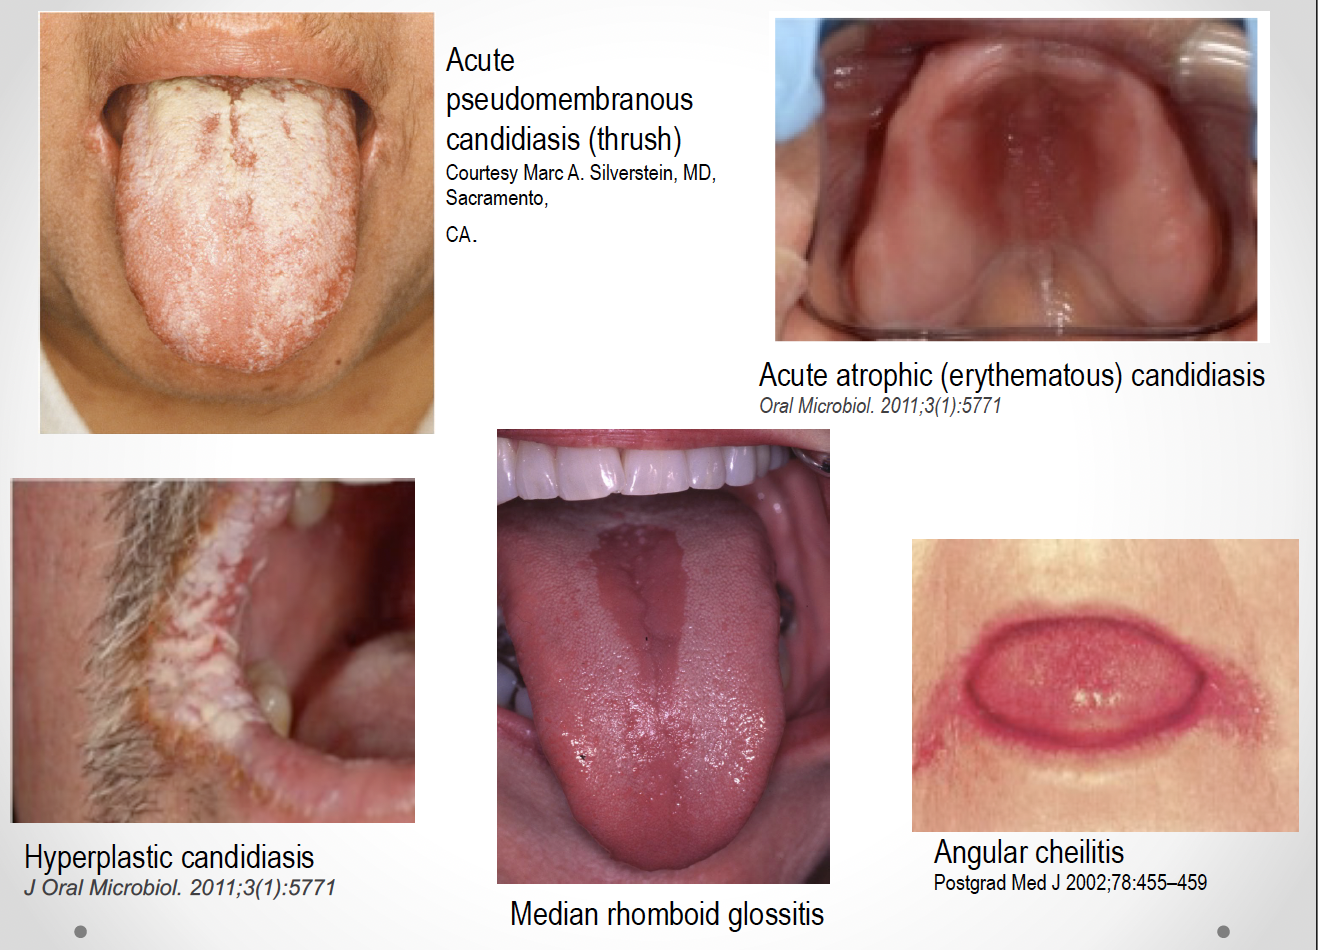 Acute
pseudomembranous
candidiasis (thrush)
Courtesy Marc A. Silverstein, MD,
Sacramento,
CA.
Acute atrophic (erythematous) candidiasis
Oral Microbiol. 2011;3(1):5771
Hyperplastic candidiasis
J Oral Microbiol. 2011;3(1):5771
Median rhomboid glossitis
Angular cheilitis
Postgrad Med J 2002;78:455–459